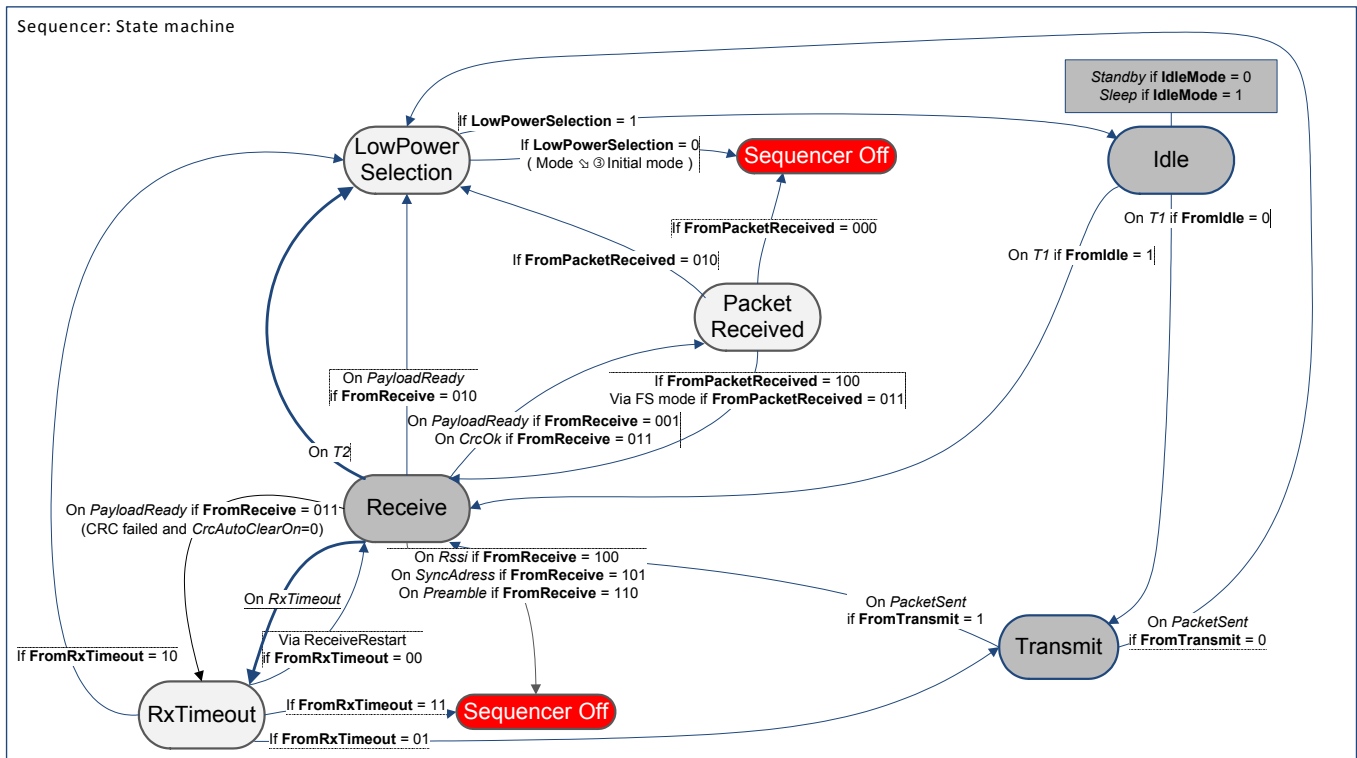 Sequencer: State machine
Standby if IdleMode = 0
Sleep if IdleMode = 1
If LowPowerSelection = 1
LowPower
Selection
If LowPowerSelection = 0
( Mode ⇘ ③ Initial mode )
Sequencer Off
Idle
On T1 if FromIdle = 0
If FromPacketReceived = 000
On T1 if FromIdle = 1
If FromPacketReceived = 010
Packet
Received
On PayloadReady
if FromReceive = 010
If FromPacketReceived = 100
Via FS mode if FromPacketReceived = 011
On PayloadReady if FromReceive = 001
On CrcOk if FromReceive = 011
On T2
Receive
On PayloadReady if FromReceive = 011
(CRC failed and CrcAutoClearOn=0)
On Rssi if FromReceive = 100
On SyncAdress if FromReceive = 101
On Preamble if FromReceive = 110
On RxTimeout
On PacketSent
if FromTransmit = 1
On PacketSent
if FromTransmit = 0
Transmit
Via ReceiveRestart
if FromRxTimeout = 00
If FromRxTimeout = 10
RxTimeout
If FromRxTimeout = 11
Sequencer Off
If FromRxTimeout = 01